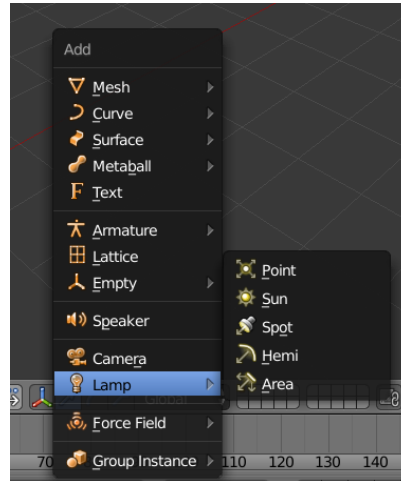 Add
Mesh
Curve
Surface
Metaball
Text
Armature
Lattice
Empty
Speaker
Camera
Lamp
Force Field
Group Instance
Point
Sun
Spot
Hemi
Area
Global
70
110 120 130 140